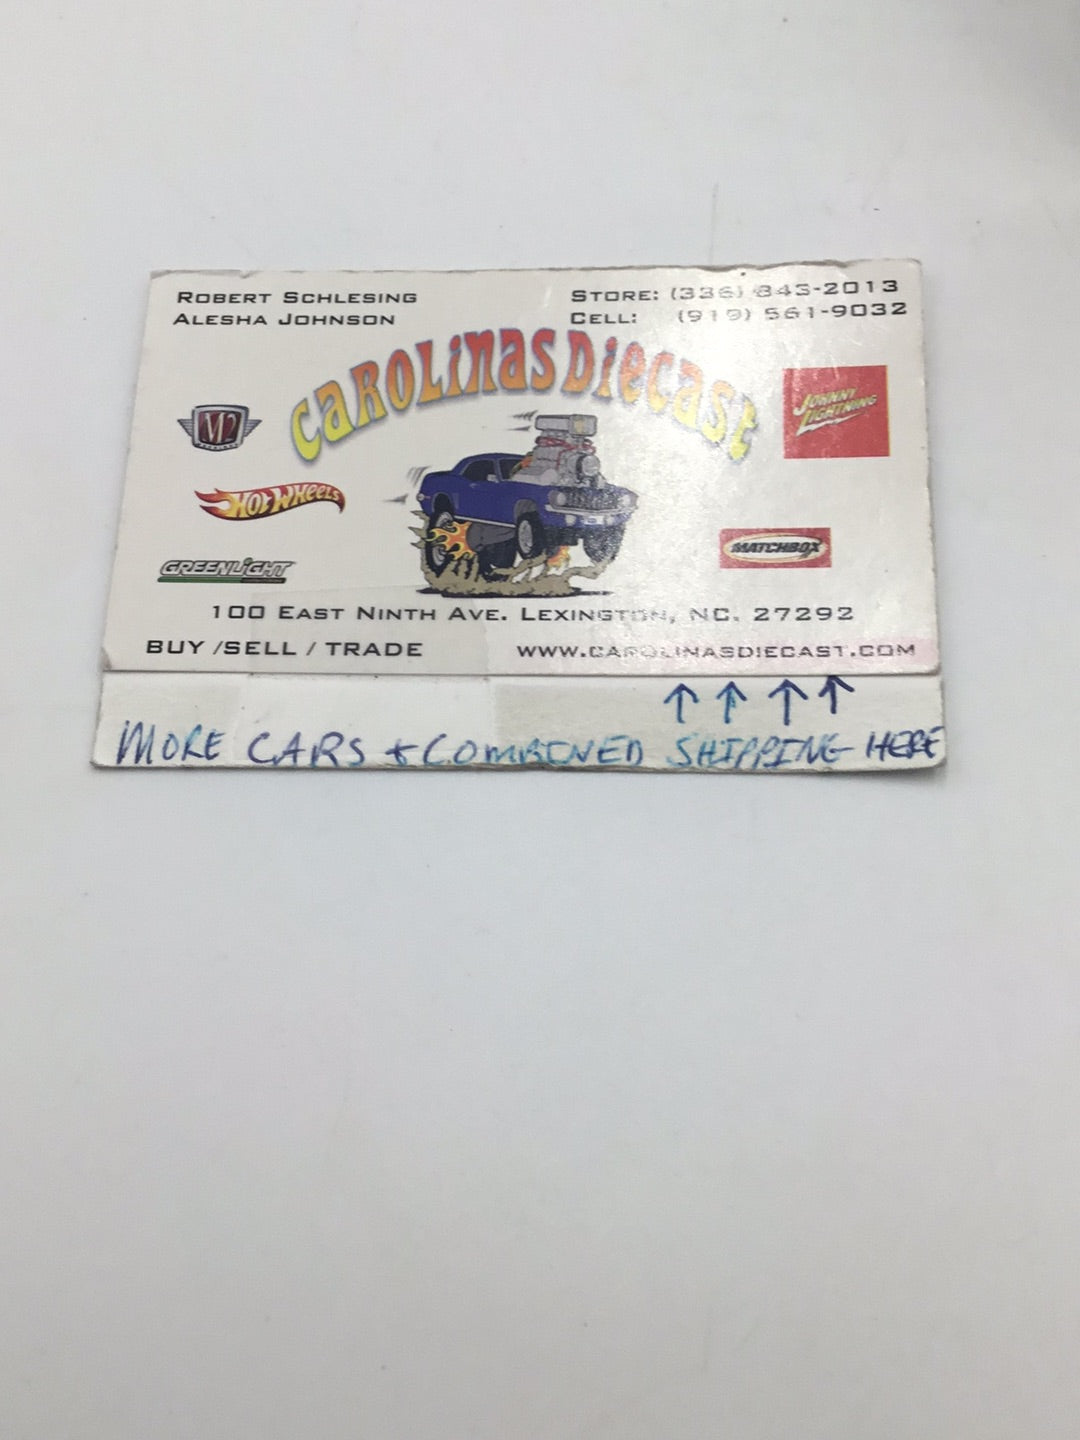 ROBERT SCHLESING
ALESHA JOHNSON
STORE: (336) 843-2013
CELL: (919) 561-9032
CAROLINAS DIECAST
M2
JOHNNY LIGHTNING
HOT WHEELS
MATCHBOX
GREENLIGHT
100 EAST NINTH AVE. LEXINGTON, NC. 27292
BUY /SELL / TRADE
WWW.CAROLINASDIECAST.COM
↑ ↑ ↑ ↑
MORE CARS & COMBINED SHIPPING HERE